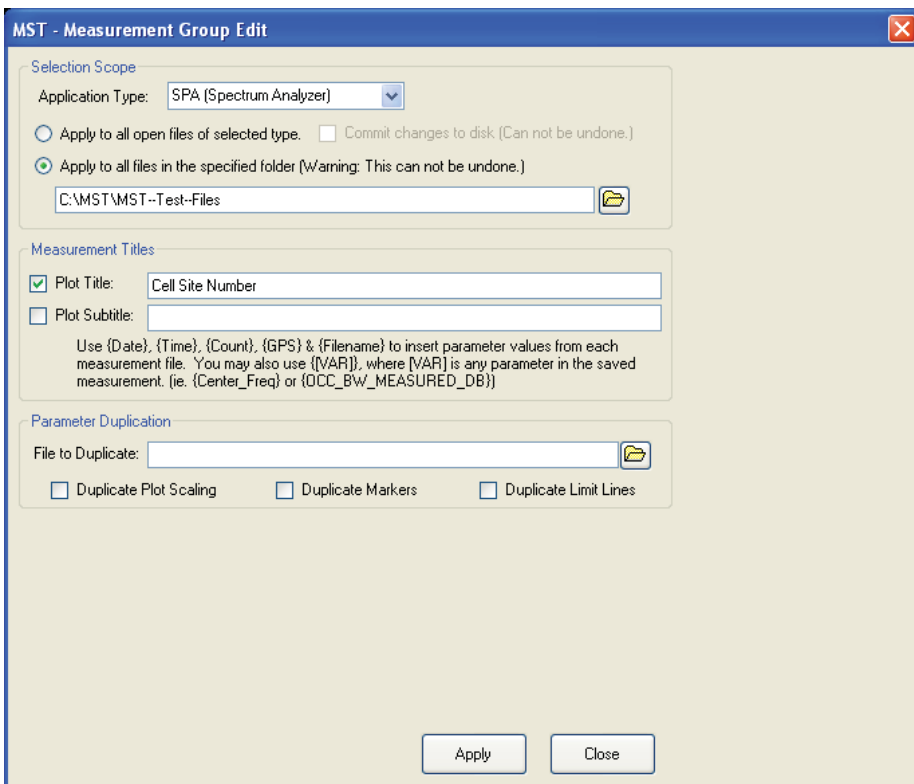 MST - Measurement Group Edit
Selection Scope
Application Type: SPA (Spectrum Analyzer)
Apply to all open files of selected type. Commit changes to disk (Can not be undone.)
Apply to all files in the specified folder (Warning: This can not be undone.)
C:\MST\MST--Test--Files
Measurement Titles
Plot Title: Cell Site Number
Plot Subtitle:
Use {Date}, {Time}, {Count}, {GPS} & {Filename} to insert parameter values from each
measurement file. You may also use {[VAR]}, where [VAR] is any parameter in the saved
measurement. (ie. {Center_Freq} or {OCC_BW_MEASURED_DB})
Parameter Duplication
File to Duplicate:
Duplicate Plot Scaling Duplicate Markers Duplicate Limit Lines
Apply Close